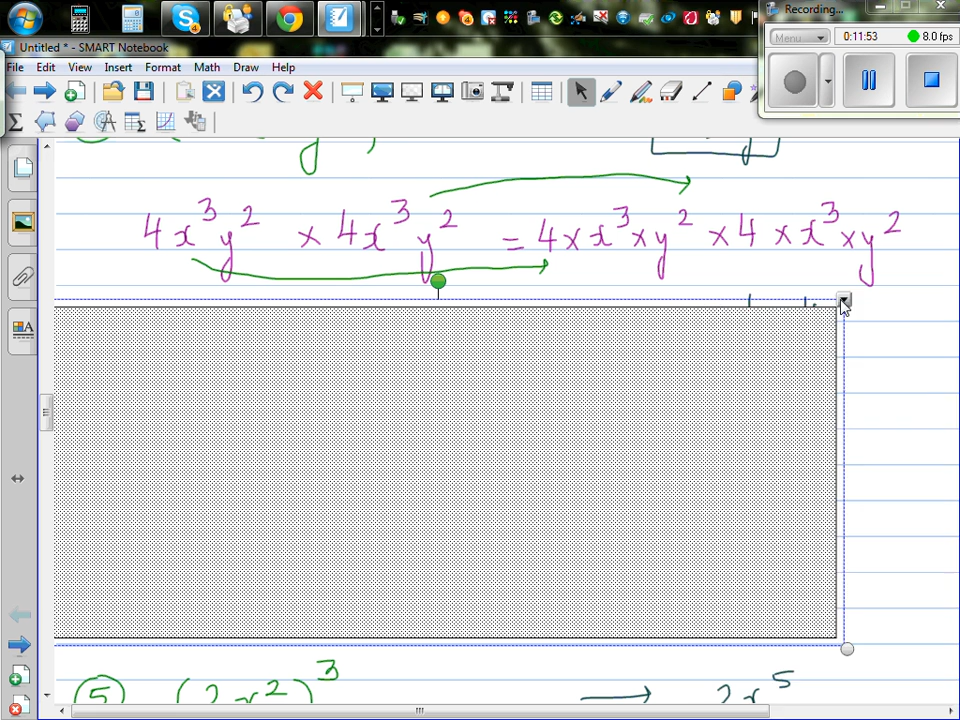 Recording...
Untitled * - SMART Notebook
Menu
0:11:53
8.0 fps
File Edit View Insert Format Math Draw Help
4x³y² × 4x³y² = 4×x³×y² × 4 × x³×y²
⑤ (2x²)³ → 2x⁵